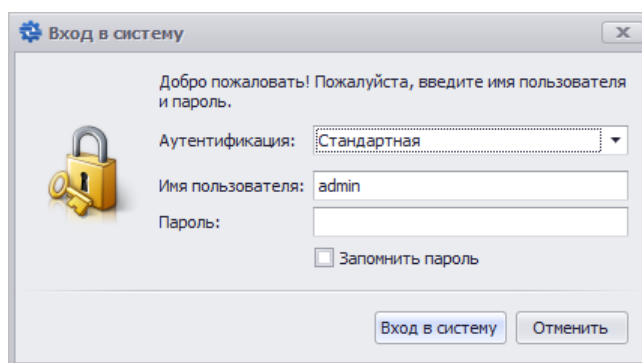 Вход в систему
Добро пожаловать! Пожалуйста, введите имя пользователя
и пароль.
Аутентификация: Стандартная
Имя пользователя: admin
Пароль:
Запомнить пароль
Вход в систему Отменить